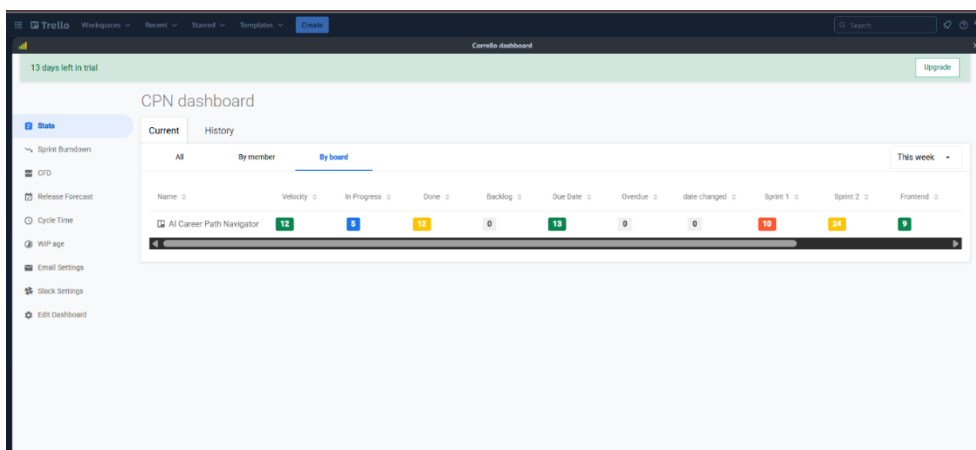 Trello Workspaces Recent Starred Templates Create Search
Corrello dashboard
13 days left in trial Upgrade
CPN dashboard
Stats
Sprint Burndown
CFD
Release Forecast
Cycle Time
WIP age
Email Settings
Slack Settings
Edit Dashboard
Current History
All By member By board This week
Name Velocity In Progress Done Backlog Due Date Overdue date changed Sprint 1 Sprint 2 Frontend
AI Career Path Navigator 12 5 12 0 13 0 0 10 24 9